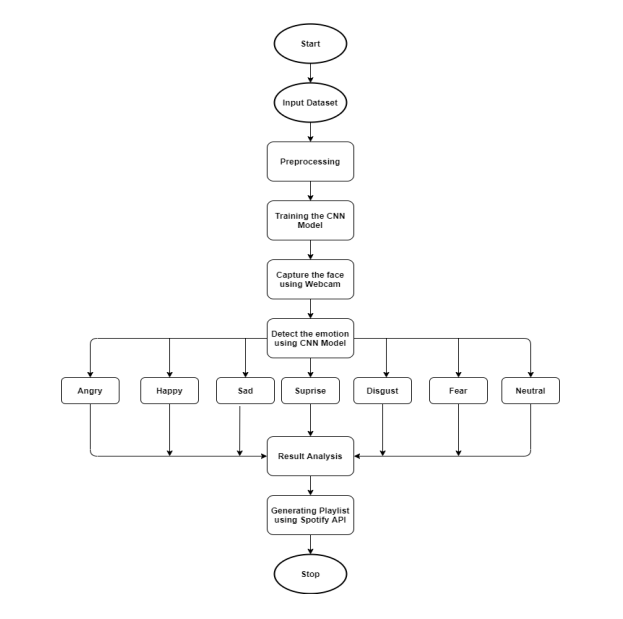 Start
Input Dataset
Preprocessing
Training the CNN
Model
Capture the face
using Webcam
Detect the emotion
using CNN Model
Angry
Happy
Sad
Suprise
Disgust
Fear
Neutral
Result Analysis
Generating Playlist
using Spotify API
Stop